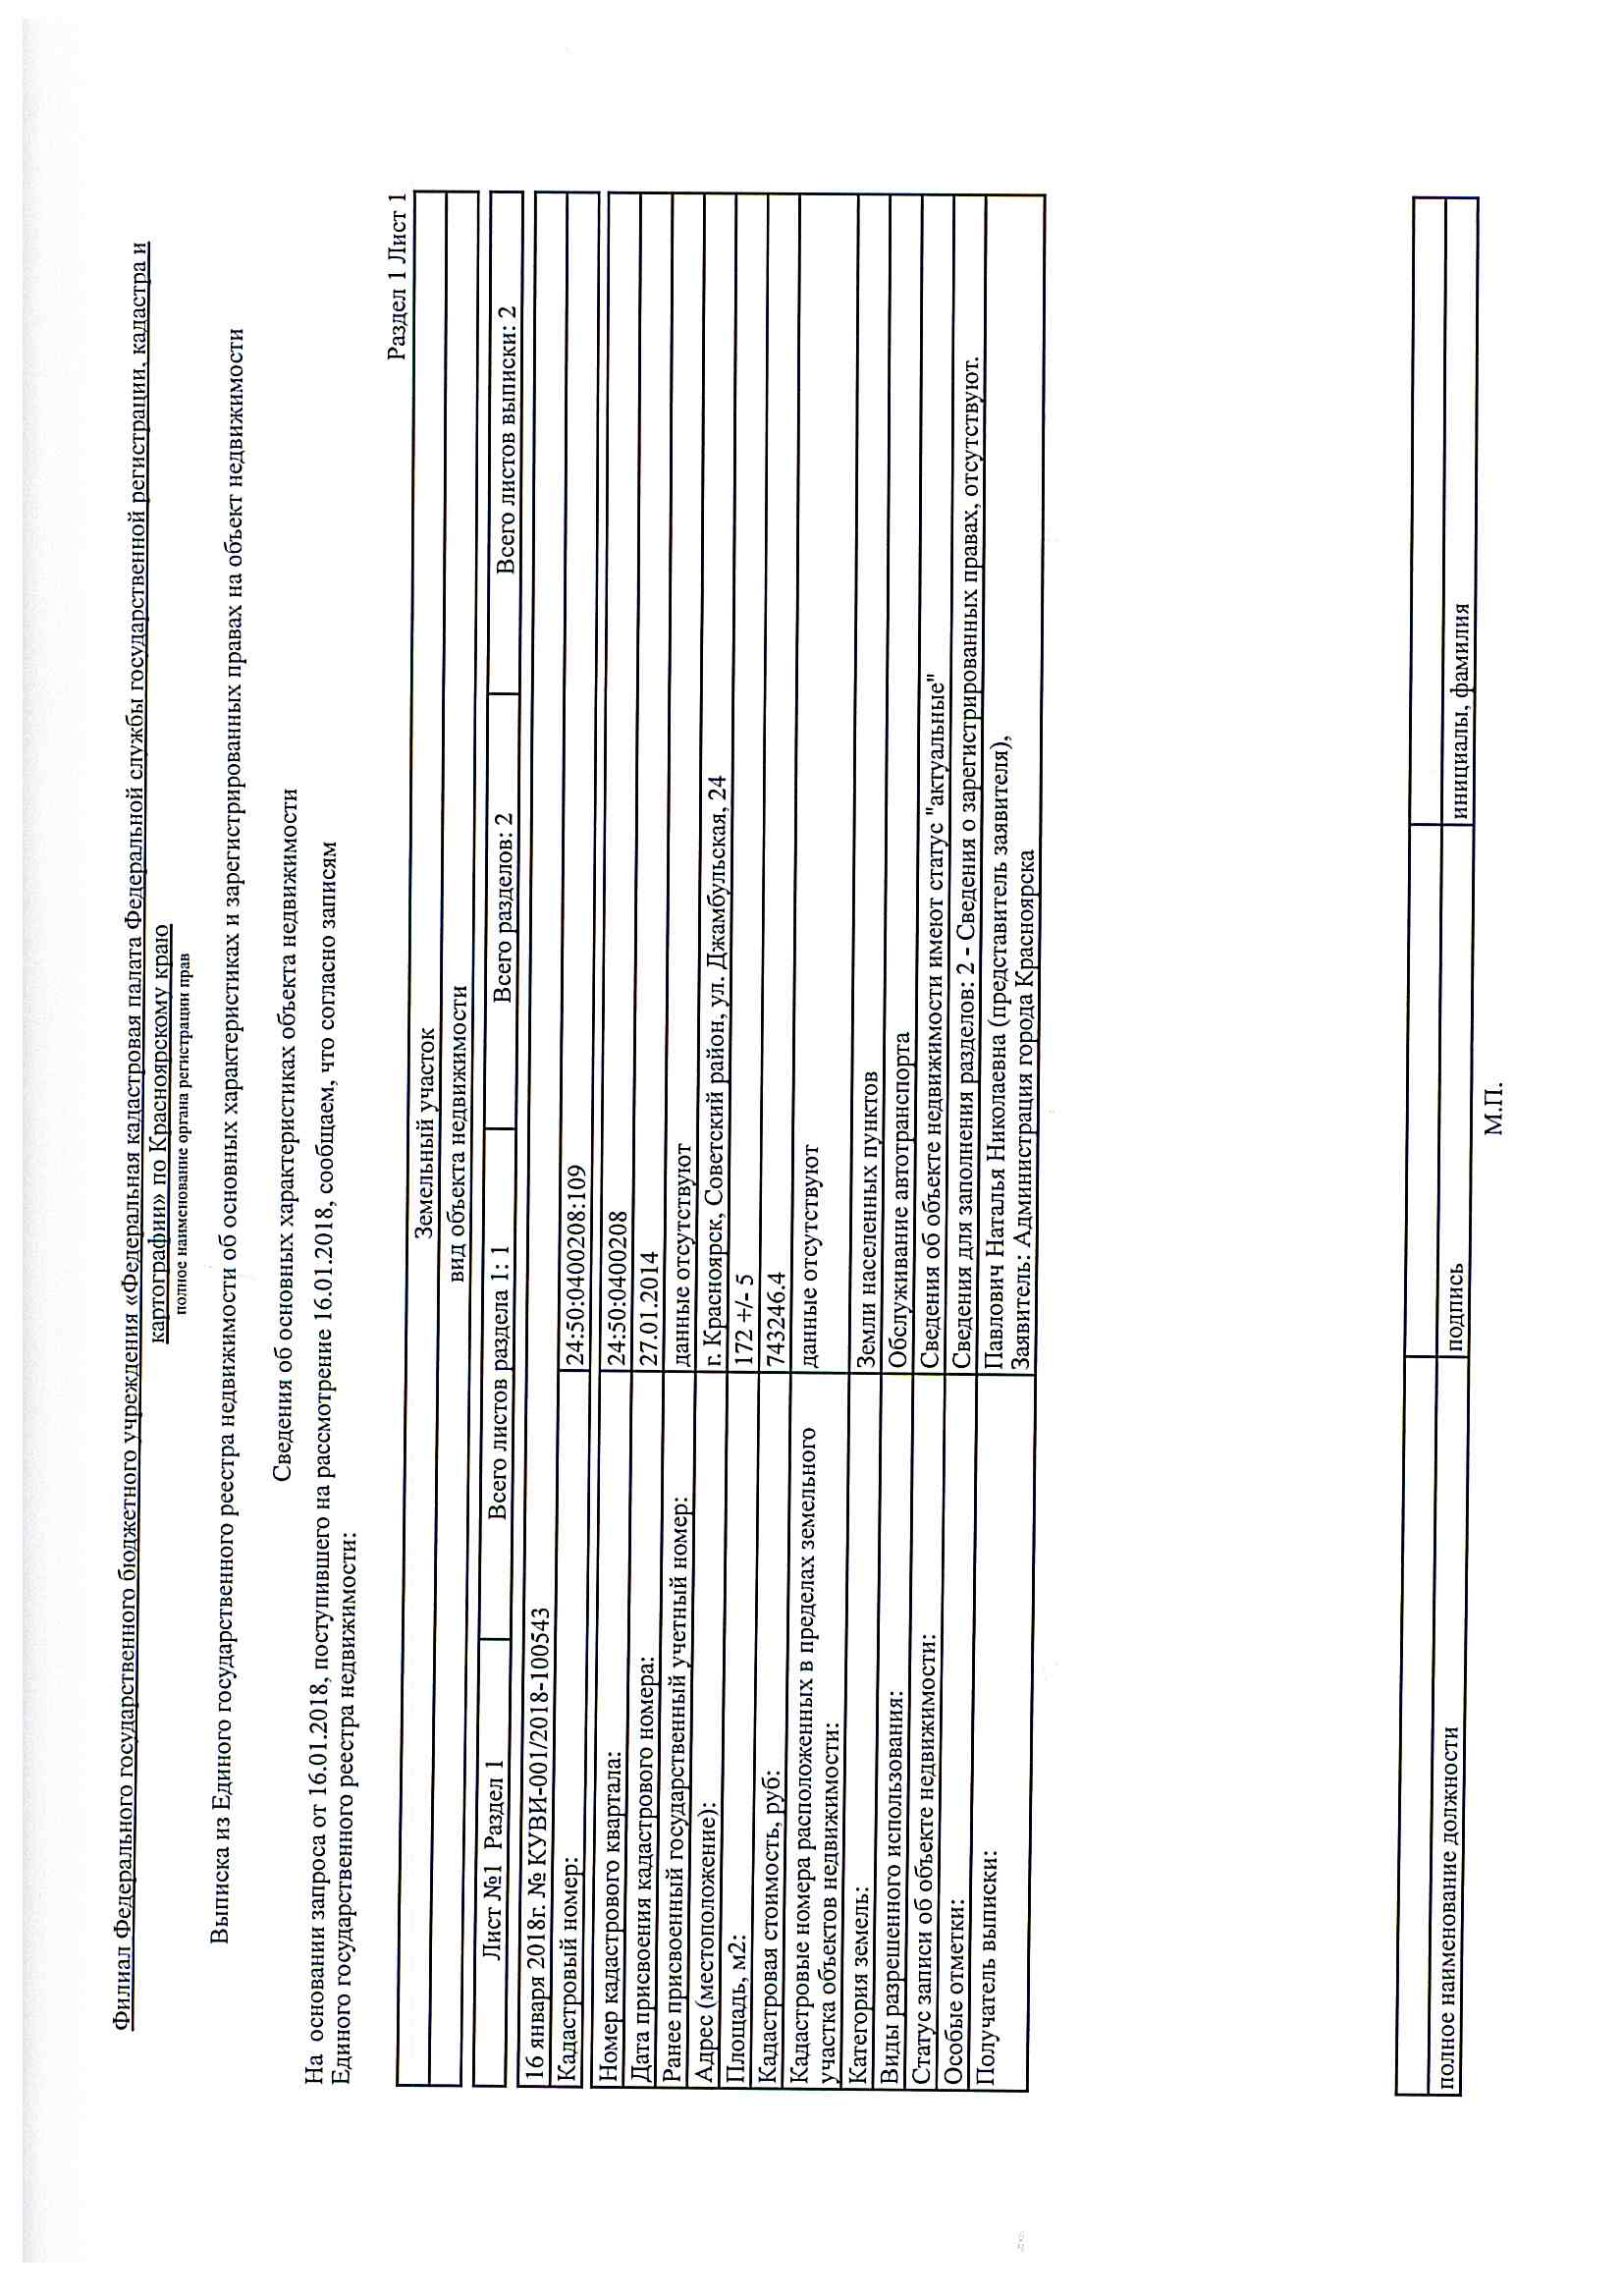 Филиал Федерального государственного бюджетного учреждения «Федеральная кадастровая палата Федеральной службы государственной регистрации, кадастра и
картографии» по Красноярскому краю
полное наименование органа регистрации прав
Выписка из Единого государственного реестра недвижимости об основных характеристиках и зарегистрированных правах на объект недвижимости
Сведения об основных характеристиках объекта недвижимости
На основании запроса от 16.01.2018, поступившего на рассмотрение 16.01.2018, сообщаем, что согласно записям
Единого государственного реестра недвижимости:
Раздел 1 Лист 1
Земельный участок
вид объекта недвижимости
Лист №1 Раздел 1 Всего листов раздела 1: 1 Всего разделов: 2 Всего листов выписки: 2
16 января 2018г. № КУВИ-001/2018-100543
Кадастровый номер: 24:50:0400208:109
Номер кадастрового квартала: 24:50:0400208
Дата присвоения кадастрового номера: 27.01.2014
Ранее присвоенный государственный учетный номер: данные отсутствуют
Адрес (местоположение): г. Красноярск, Советский район, ул. Джамбульская, 24
Площадь, м2: 172 +/- 5
Кадастровая стоимость, руб: 743246.4
Кадастровые номера расположенных в пределах земельного
участка объектов недвижимости: данные отсутствуют
Категория земель: Земли населенных пунктов
Виды разрешенного использования: Обслуживание автотранспорта
Статус записи об объекте недвижимости: Сведения об объекте недвижимости имеют статус "актуальные"
Особые отметки: Сведения для заполнения разделов: 2 - Сведения о зарегистрированных правах, отсутствуют.
Получатель выписки: Павлович Наталья Николаевна (представитель заявителя),
Заявитель: Администрация города Красноярска
полное наименование должности подпись инициалы, фамилия
М.П.